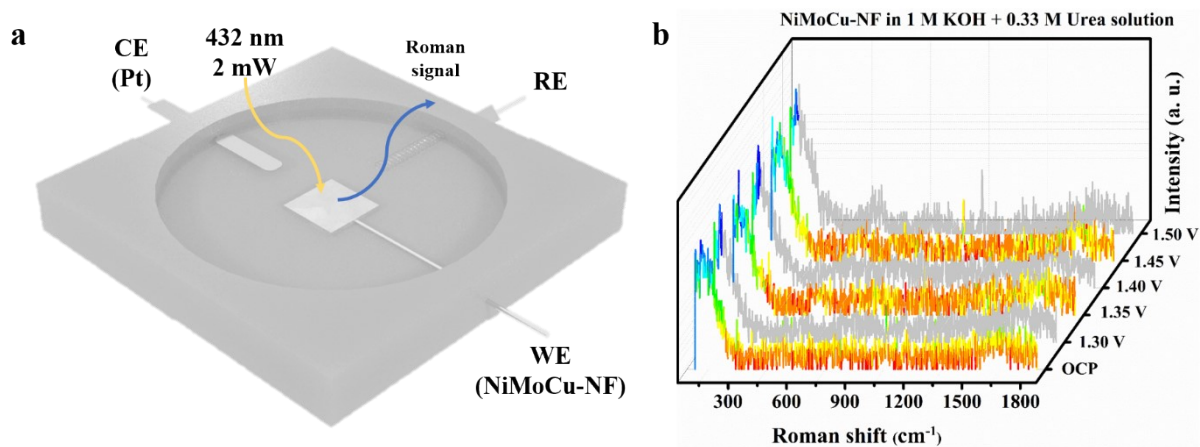 a
CE
(Pt)
432 nm
2 mW
Roman
signal
RE
WE
(NiMoCu-NF)
b
NiMoCu-NF in 1 M KOH + 0.33 M Urea solution
Intensity (a. u.)
1.50 V
1.45 V
1.40 V
1.35 V
1.30 V
OCP
300 600 900 1200 1500 1800
Roman shift (cm⁻¹)